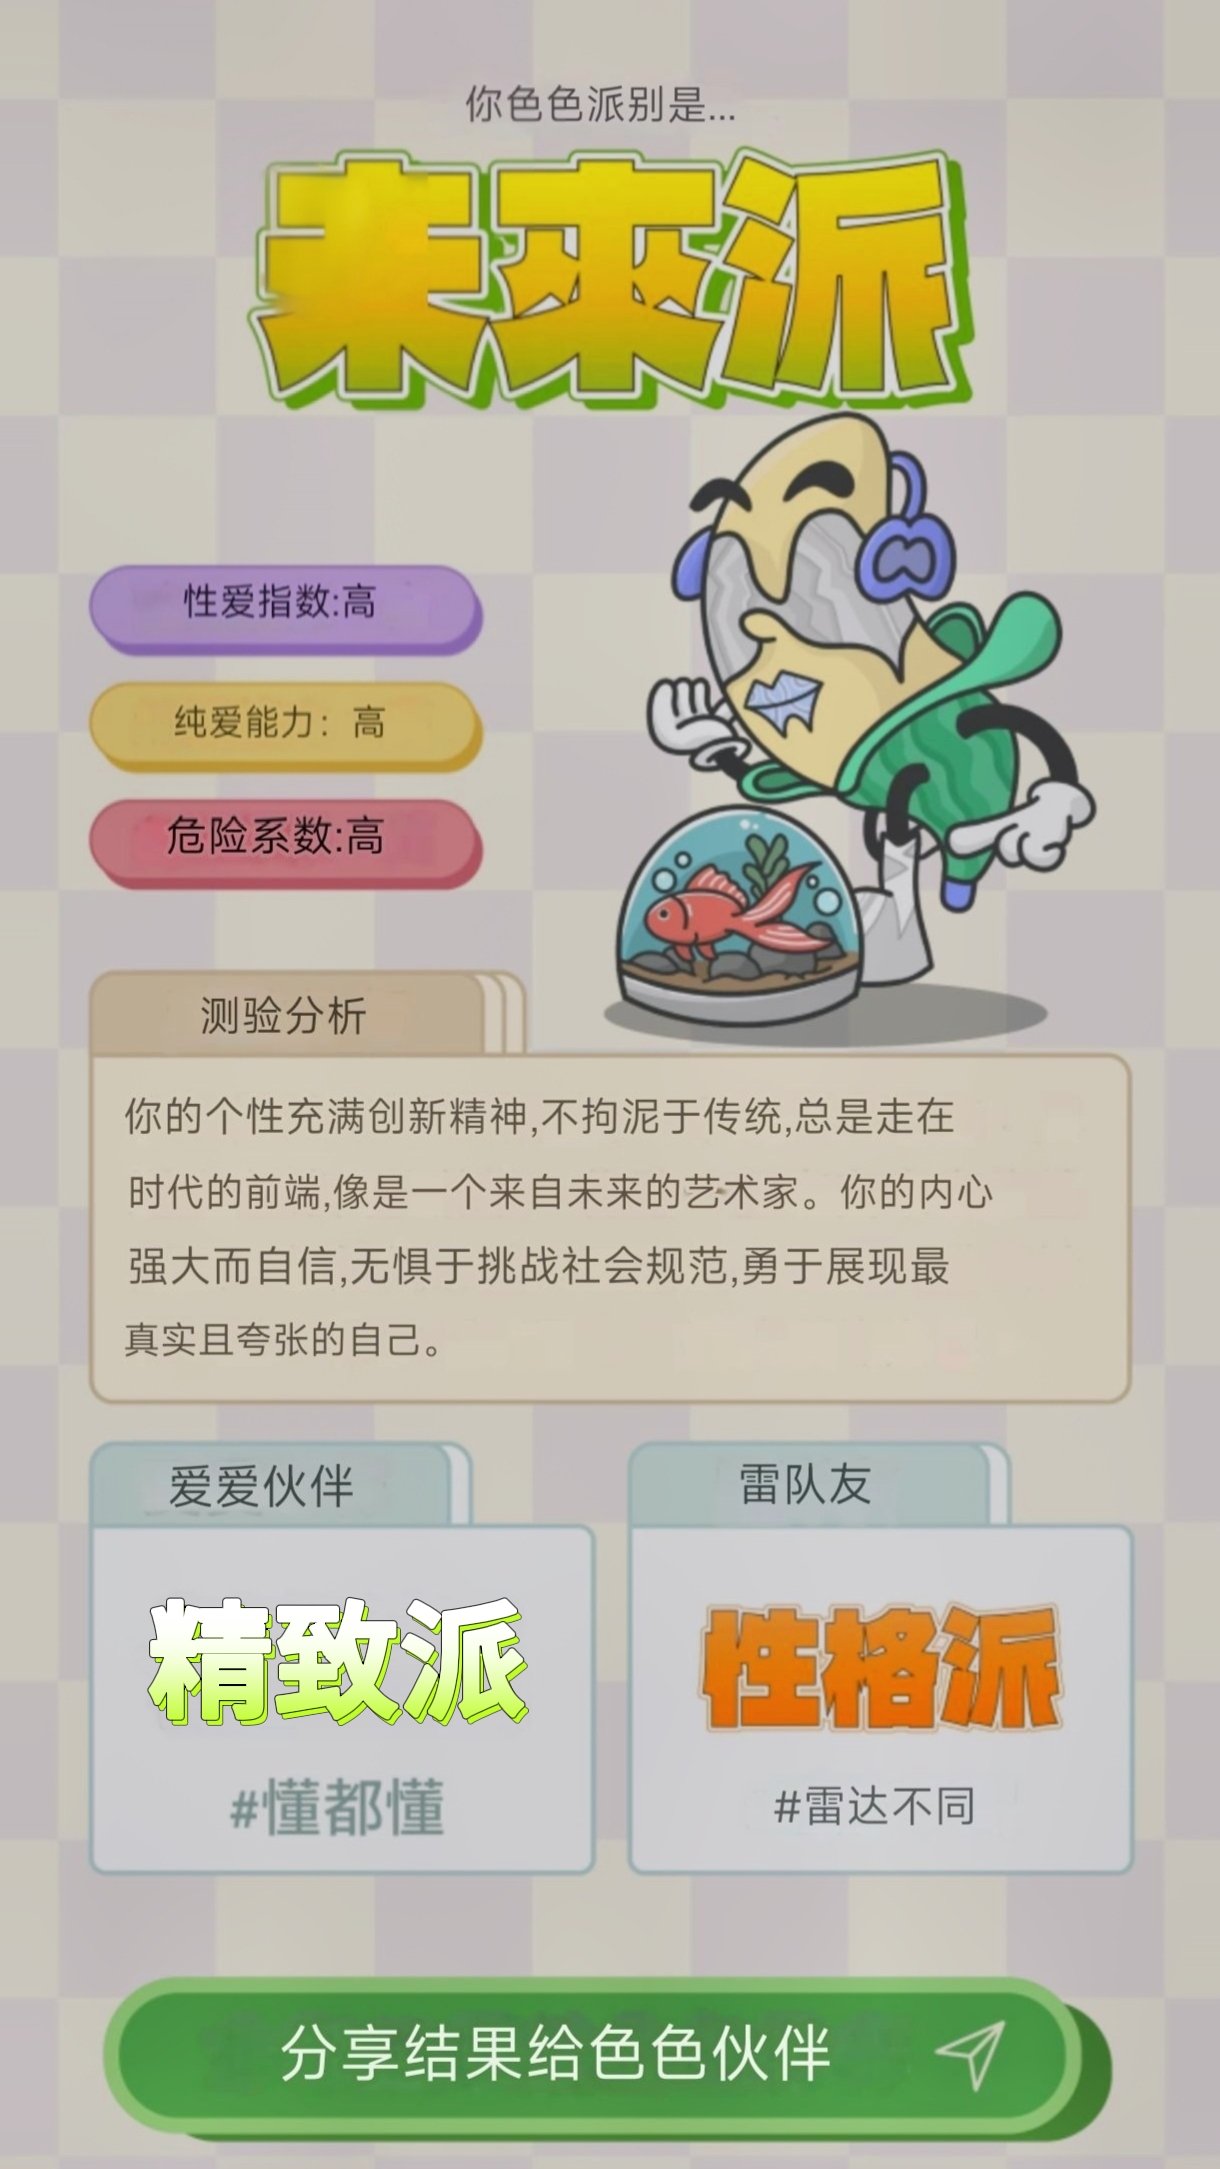 你色色派别是...
未来派
性爱指数:高
纯爱能力：高
危险系数:高
测验分析
你的个性充满创新精神,不拘泥于传统,总是走在
时代的前端,像是一个来自未来的艺术家。你的内心
强大而自信,无惧于挑战社会规范,勇于展现最
真实且夸张的自己。
爱爱伙伴
精致派
#懂都懂
雷队友
性格派
#雷达不同
分享结果给色色伙伴